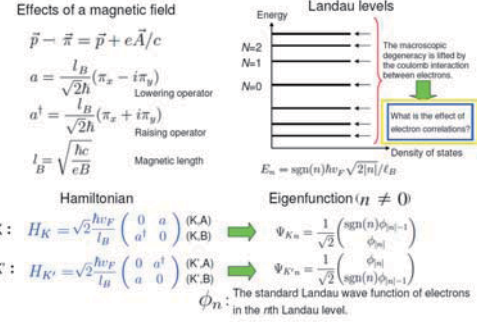 Effects of a magnetic field
p⃗ → π⃗ = p⃗ + eA⃗/c
a = l_B/√2ħ (π_x − iπ_y)
Lowering operator
a† = l_B/√2ħ (π_x + iπ_y)
Raising operator
l_B = √(ħc/eB) Magnetic length
Landau levels
Energy
N=2
N=1
N=0
The macroscopic
degeneracy is lifted by
the coulomb interaction
between electrons.
What is the effect of
electron correlations?
Density of states
E_n = sgn(n)ħv_F √2|n|/ℓ_B
Hamiltonian
Eigenfunction (n ≠ 0)
: H_K = √2 ħv_F/l_B ( 0 a ; a† 0 ) (K,A) (K,B)
Ψ_Kn = 1/√2 ( sgn(n)ϕ_|n|−1 ; ϕ_|n| )
: H_K' = √2 ħv_F/l_B ( 0 a† ; a 0 ) (K',A) (K',B)
Ψ_K'n = 1/√2 ( ϕ_|n| ; sgn(n)ϕ_|n|−1 )
ϕ_n : The standard Landau wave function of electrons
in the nth Landau level.